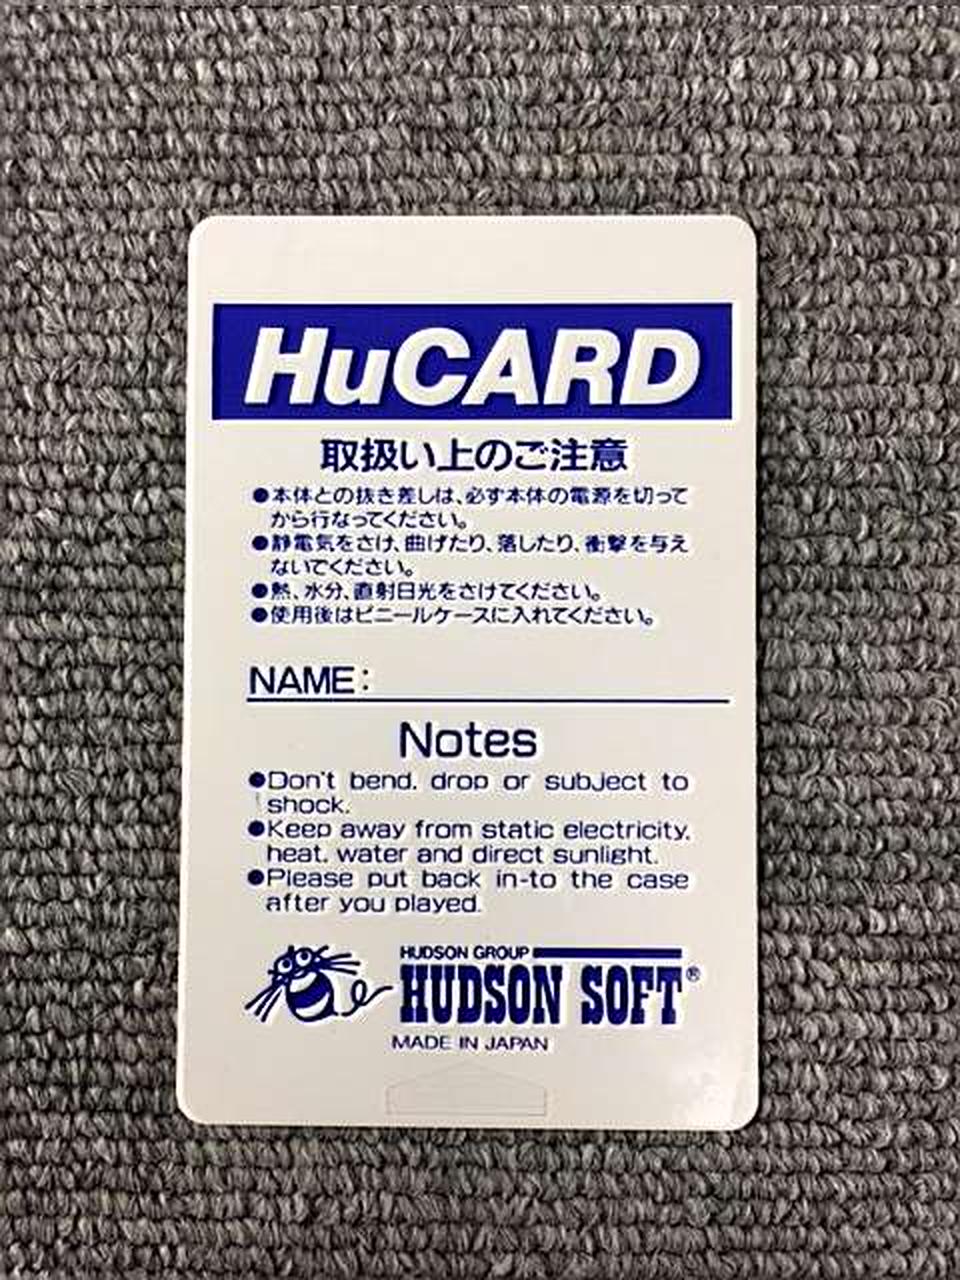 HuCARD
取扱い上のご注意
●本体との抜き差しは、必ず本体の電源を切って
から行なってください。
●静電気をさけ、曲げたり、落したり、衝撃を与え
ないでください。
●熱、水分、直射日光をさけてください。
●使用後はビニールケースに入れてください。
NAME:
Notes
●Don't bend, drop or subject to
shock.
●Keep away from static electricity,
heat, water and direct sunlight.
●Please put back in-to the case
after you played.
HUDSON GROUP
HUDSON SOFT®
MADE IN JAPAN